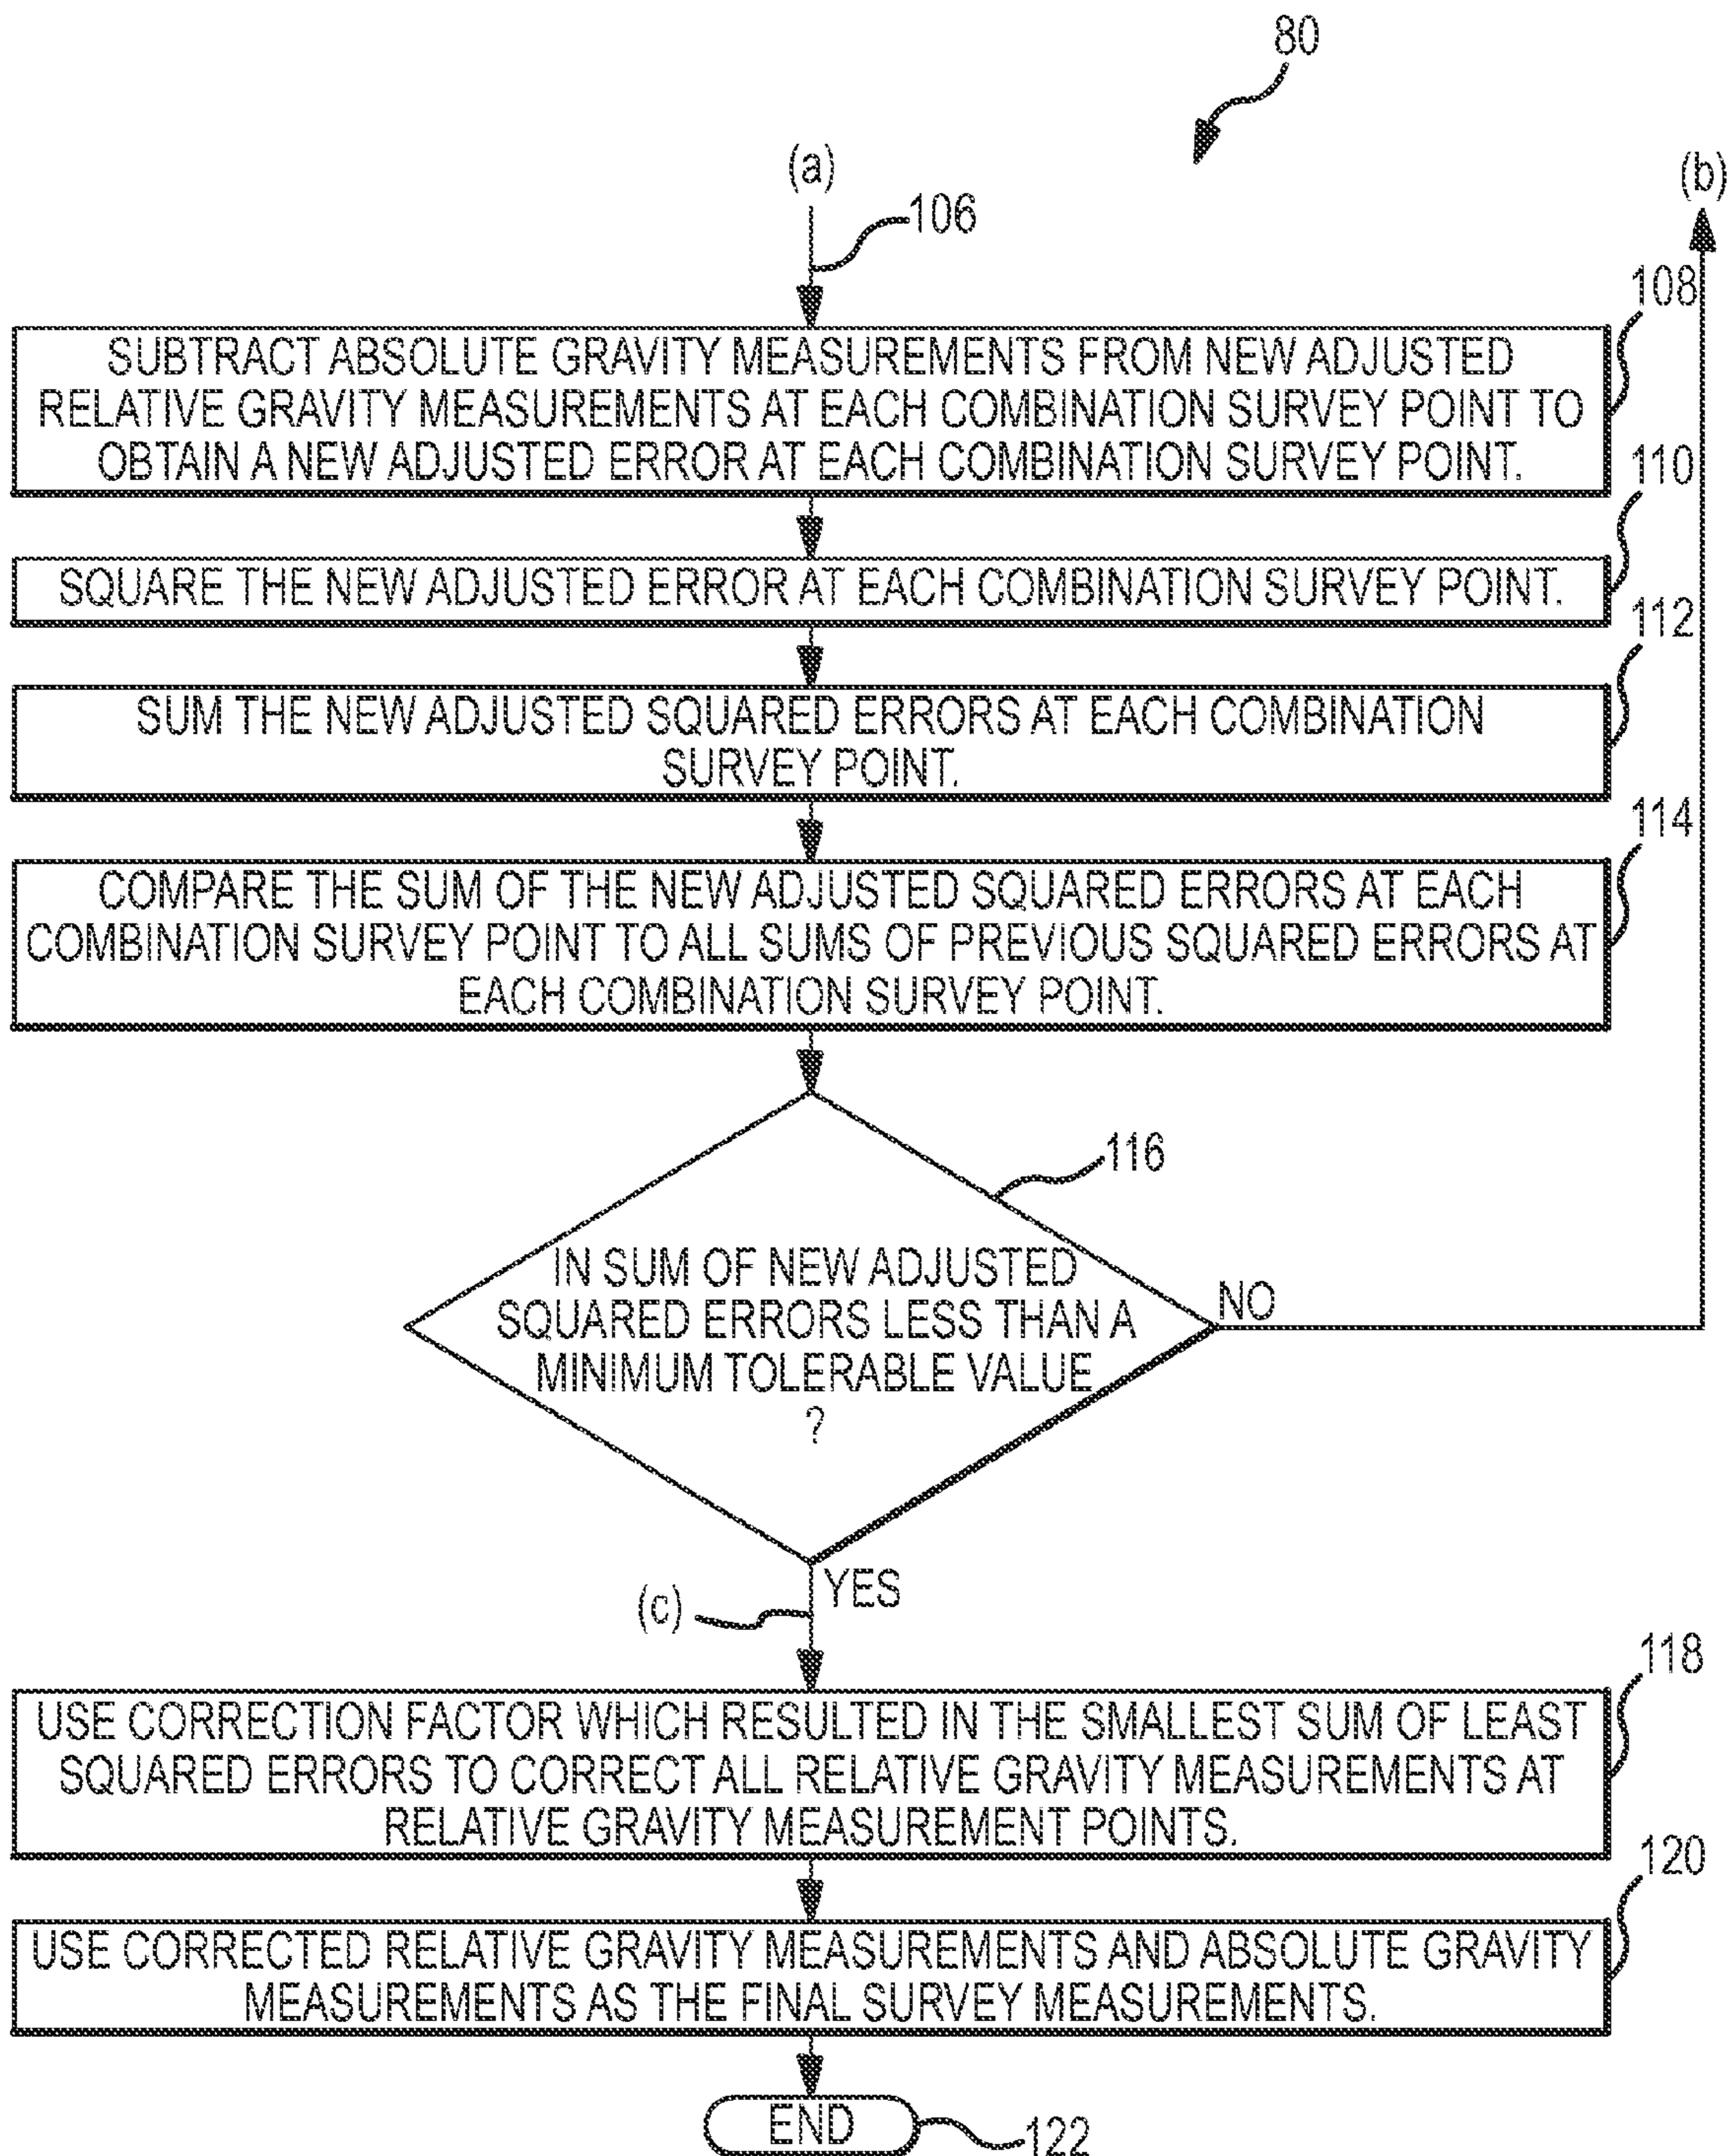 80
(a)
(b)
106
108
SUBTRACT ABSOLUTE GRAVITY MEASUREMENTS FROM NEW ADJUSTED
RELATIVE GRAVITY MEASUREMENTS AT EACH COMBINATION SURVEY POINT TO
OBTAIN A NEW ADJUSTED ERROR AT EACH COMBINATION SURVEY POINT.
110
SQUARE THE NEW ADJUSTED ERROR AT EACH COMBINATION SURVEY POINT.
112
SUM THE NEW ADJUSTED SQUARED ERRORS AT EACH COMBINATION
SURVEY POINT.
114
COMPARE THE SUM OF THE NEW ADJUSTED SQUARED ERRORS AT EACH
COMBINATION SURVEY POINT TO ALL SUMS OF PREVIOUS SQUARED ERRORS AT
EACH COMBINATION SURVEY POINT.
116
IN SUM OF NEW ADJUSTED
SQUARED ERRORS LESS THAN A
MINIMUM TOLERABLE VALUE
?
NO
YES
(c)
118
USE CORRECTION FACTOR WHICH RESULTED IN THE SMALLEST SUM OF LEAST
SQUARED ERRORS TO CORRECT ALL RELATIVE GRAVITY MEASUREMENTS AT
RELATIVE GRAVITY MEASUREMENT POINTS.
120
USE CORRECTED RELATIVE GRAVITY MEASUREMENTS AND ABSOLUTE GRAVITY
MEASUREMENTS AS THE FINAL SURVEY MEASUREMENTS.
END
122